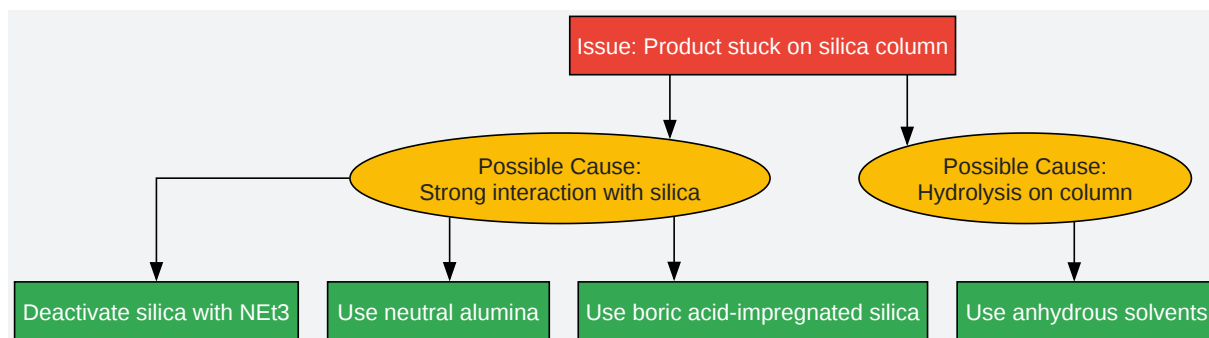 Issue: Product stuck on silica column
Possible Cause:
Strong interaction with silica
Possible Cause:
Hydrolysis on column
Deactivate silica with NEt3
Use neutral alumina
Use boric acid-impregnated silica
Use anhydrous solvents